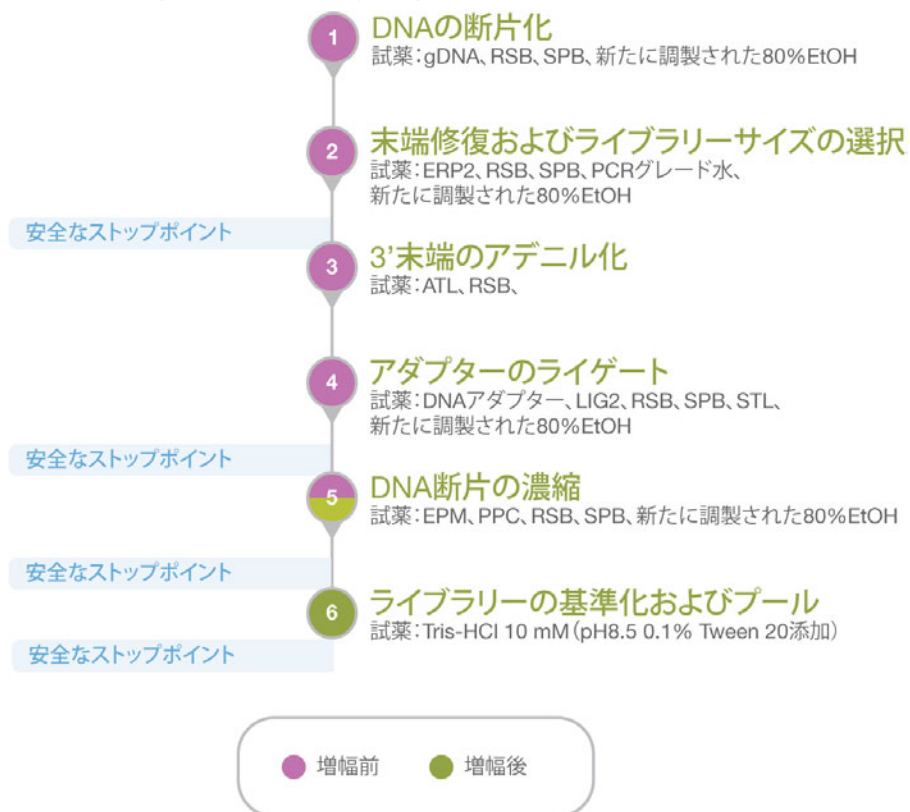 1
DNAの断片化
試薬：gDNA、RSB、SPB、新たに調製された80%EtOH
2
末端修復およびライブラリーサイズの選択
試薬：ERP2、RSB、SPB、PCRグレード水、
新たに調製された80%EtOH
安全なストップポイント
3
3’末端のアデニル化
試薬：ATL、RSB、
4
アダプターのライゲート
試薬：DNAアダプター、LIG2、RSB、SPB、STL、
新たに調製された80%EtOH
安全なストップポイント
5
DNA断片の濃縮
試薬：EPM、PPC、RSB、SPB、新たに調製された80%EtOH
安全なストップポイント
6
ライブラリーの基準化およびプール
試薬：Tris-HCl 10 mM（pH8.5 0.1% Tween 20添加）
安全なストップポイント
増幅前
増幅後